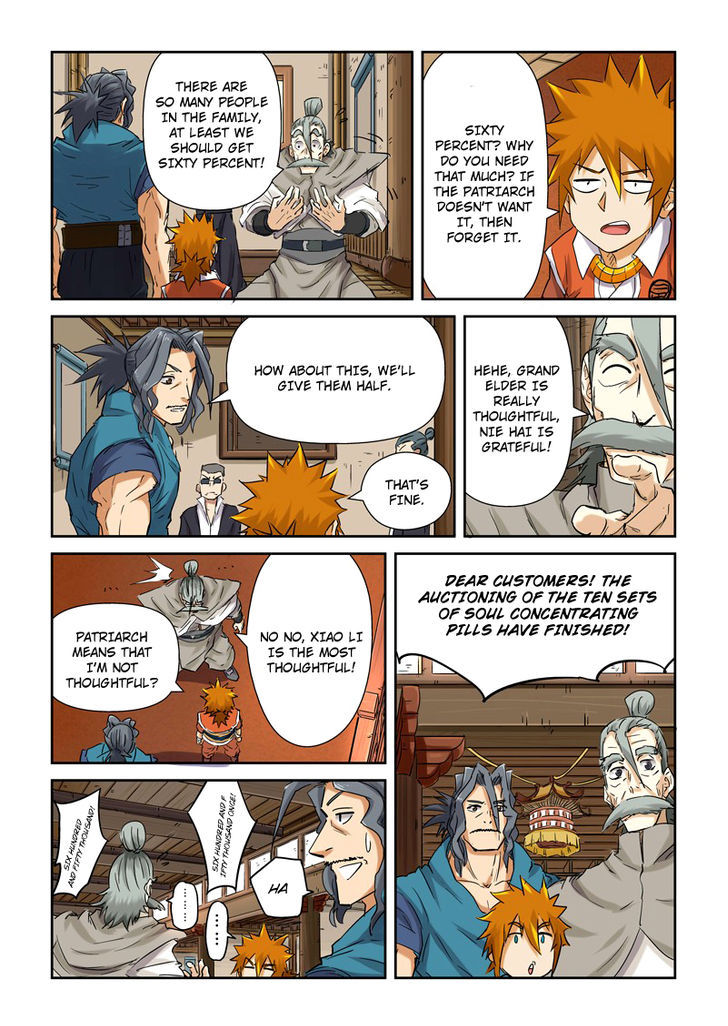 THERE ARE
SO MANY PEOPLE
IN THE FAMILY,
AT LEAST WE
SHOULD GET
SIXTY PERCENT!
SIXTY
PERCENT? WHY
DO YOU NEED
THAT MUCH? IF
THE PATRIARCH
DOESN'T WANT
IT, THEN
FORGET IT.
HOW ABOUT THIS, WE'LL
GIVE THEM HALF.
THAT'S
FINE.
HEHE, GRAND
ELDER IS
REALLY
THOUGHTFUL,
NIE HAI IS
GRATEFUL!
NO NO, XIAO LI
IS THE MOST
THOUGHTFUL!
PATRIARCH
MEANS THAT
I'M NOT
THOUGHTFUL?
DEAR CUSTOMERS! THE
AUCTIONING OF THE TEN SETS
OF SOUL CONCENTRATING
PILLS HAVE FINISHED!
SIX HUNDRED
AND FIFTY THOUSAND!
SIX HUNDRED AND F
IFTY THOUSAND ONCE!
......
......
HA